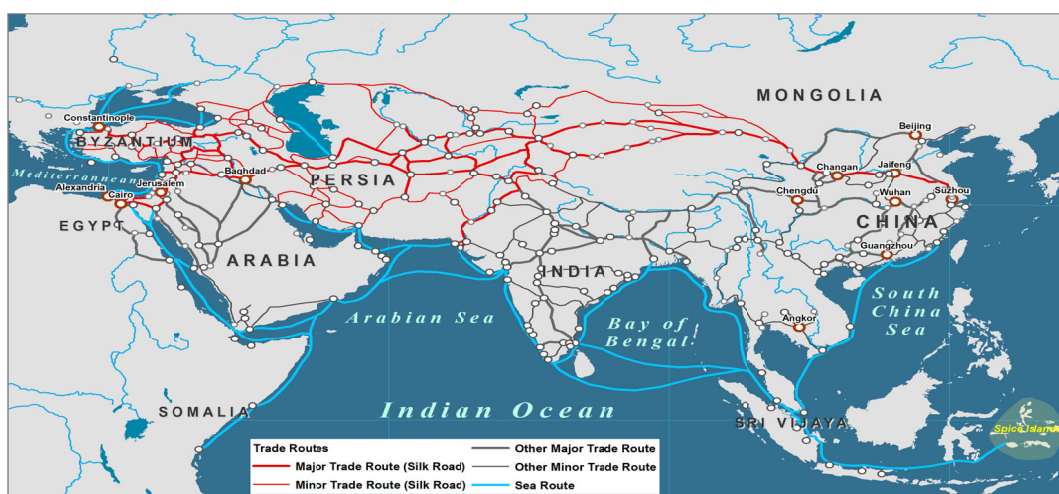 MONGOLIA
Constantinople
BYZANTIUM
Beijing
Mediterranean
Baghdad
PERSIA
Changan
Jaifeng
Alexandria
Jerusalem
Cairo
Chengdu
Wuhan
Suzhou
EGYPT
CHINA
ARABIA
INDIA
Guangzhou
Arabian Sea
Bay of
Bengal
South
China
Sea
Angkor
SOMALIA
Indian Ocean
SRI VIJAYA
Spice Island
Trade Routes
Major Trade Route (Silk Road)
Minor Trade Route (Silk Road)
Other Major Trade Route
Other Minor Trade Route
Sea Route